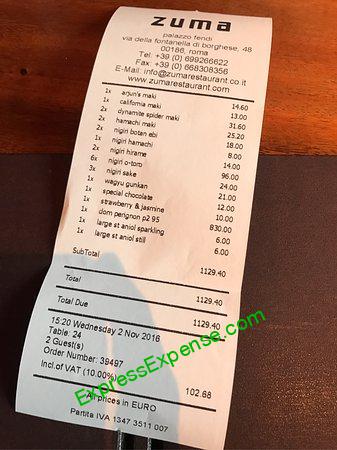 zuma
palazzo fendi
via della fontanella di borghese, 48
00186, roma
Tel: +39 (0) 699266622
Fax: +39 (0) 668308356
E-Mail: info@zumarestaurant.co.it
www.zumarestaurant.com
1x arjun's maki 14.60
1x california maki 13.00
2x dynamite spider maki 31.60
2x hamachi maki 25.20
2x nigiri botan ebi 18.00
1x nigiri hamachi 8.00
2x nigiri hirame 14.00
6x nigiri o-toro 96.00
3x nigiri sake 24.00
1x wagyu gunkan 21.00
1x special chocolate 12.00
1x strawberry & jasmine 10.00
1x dom perignon p2 95 830.00
1x large st aniol sparkling 6.00
1x large st aniol still 6.00
SubTotal 1129.40
Total 1129.40
Total Due 1129.40
15:20 Wednesday 2 Nov 2016
Table: 24
2 Guest(s)
Order Number: 39497
Incl.of VAT (10.00%) 102.68
All prices in EURO
Partita IVA 1347 3511 007
ExpressExpense.com